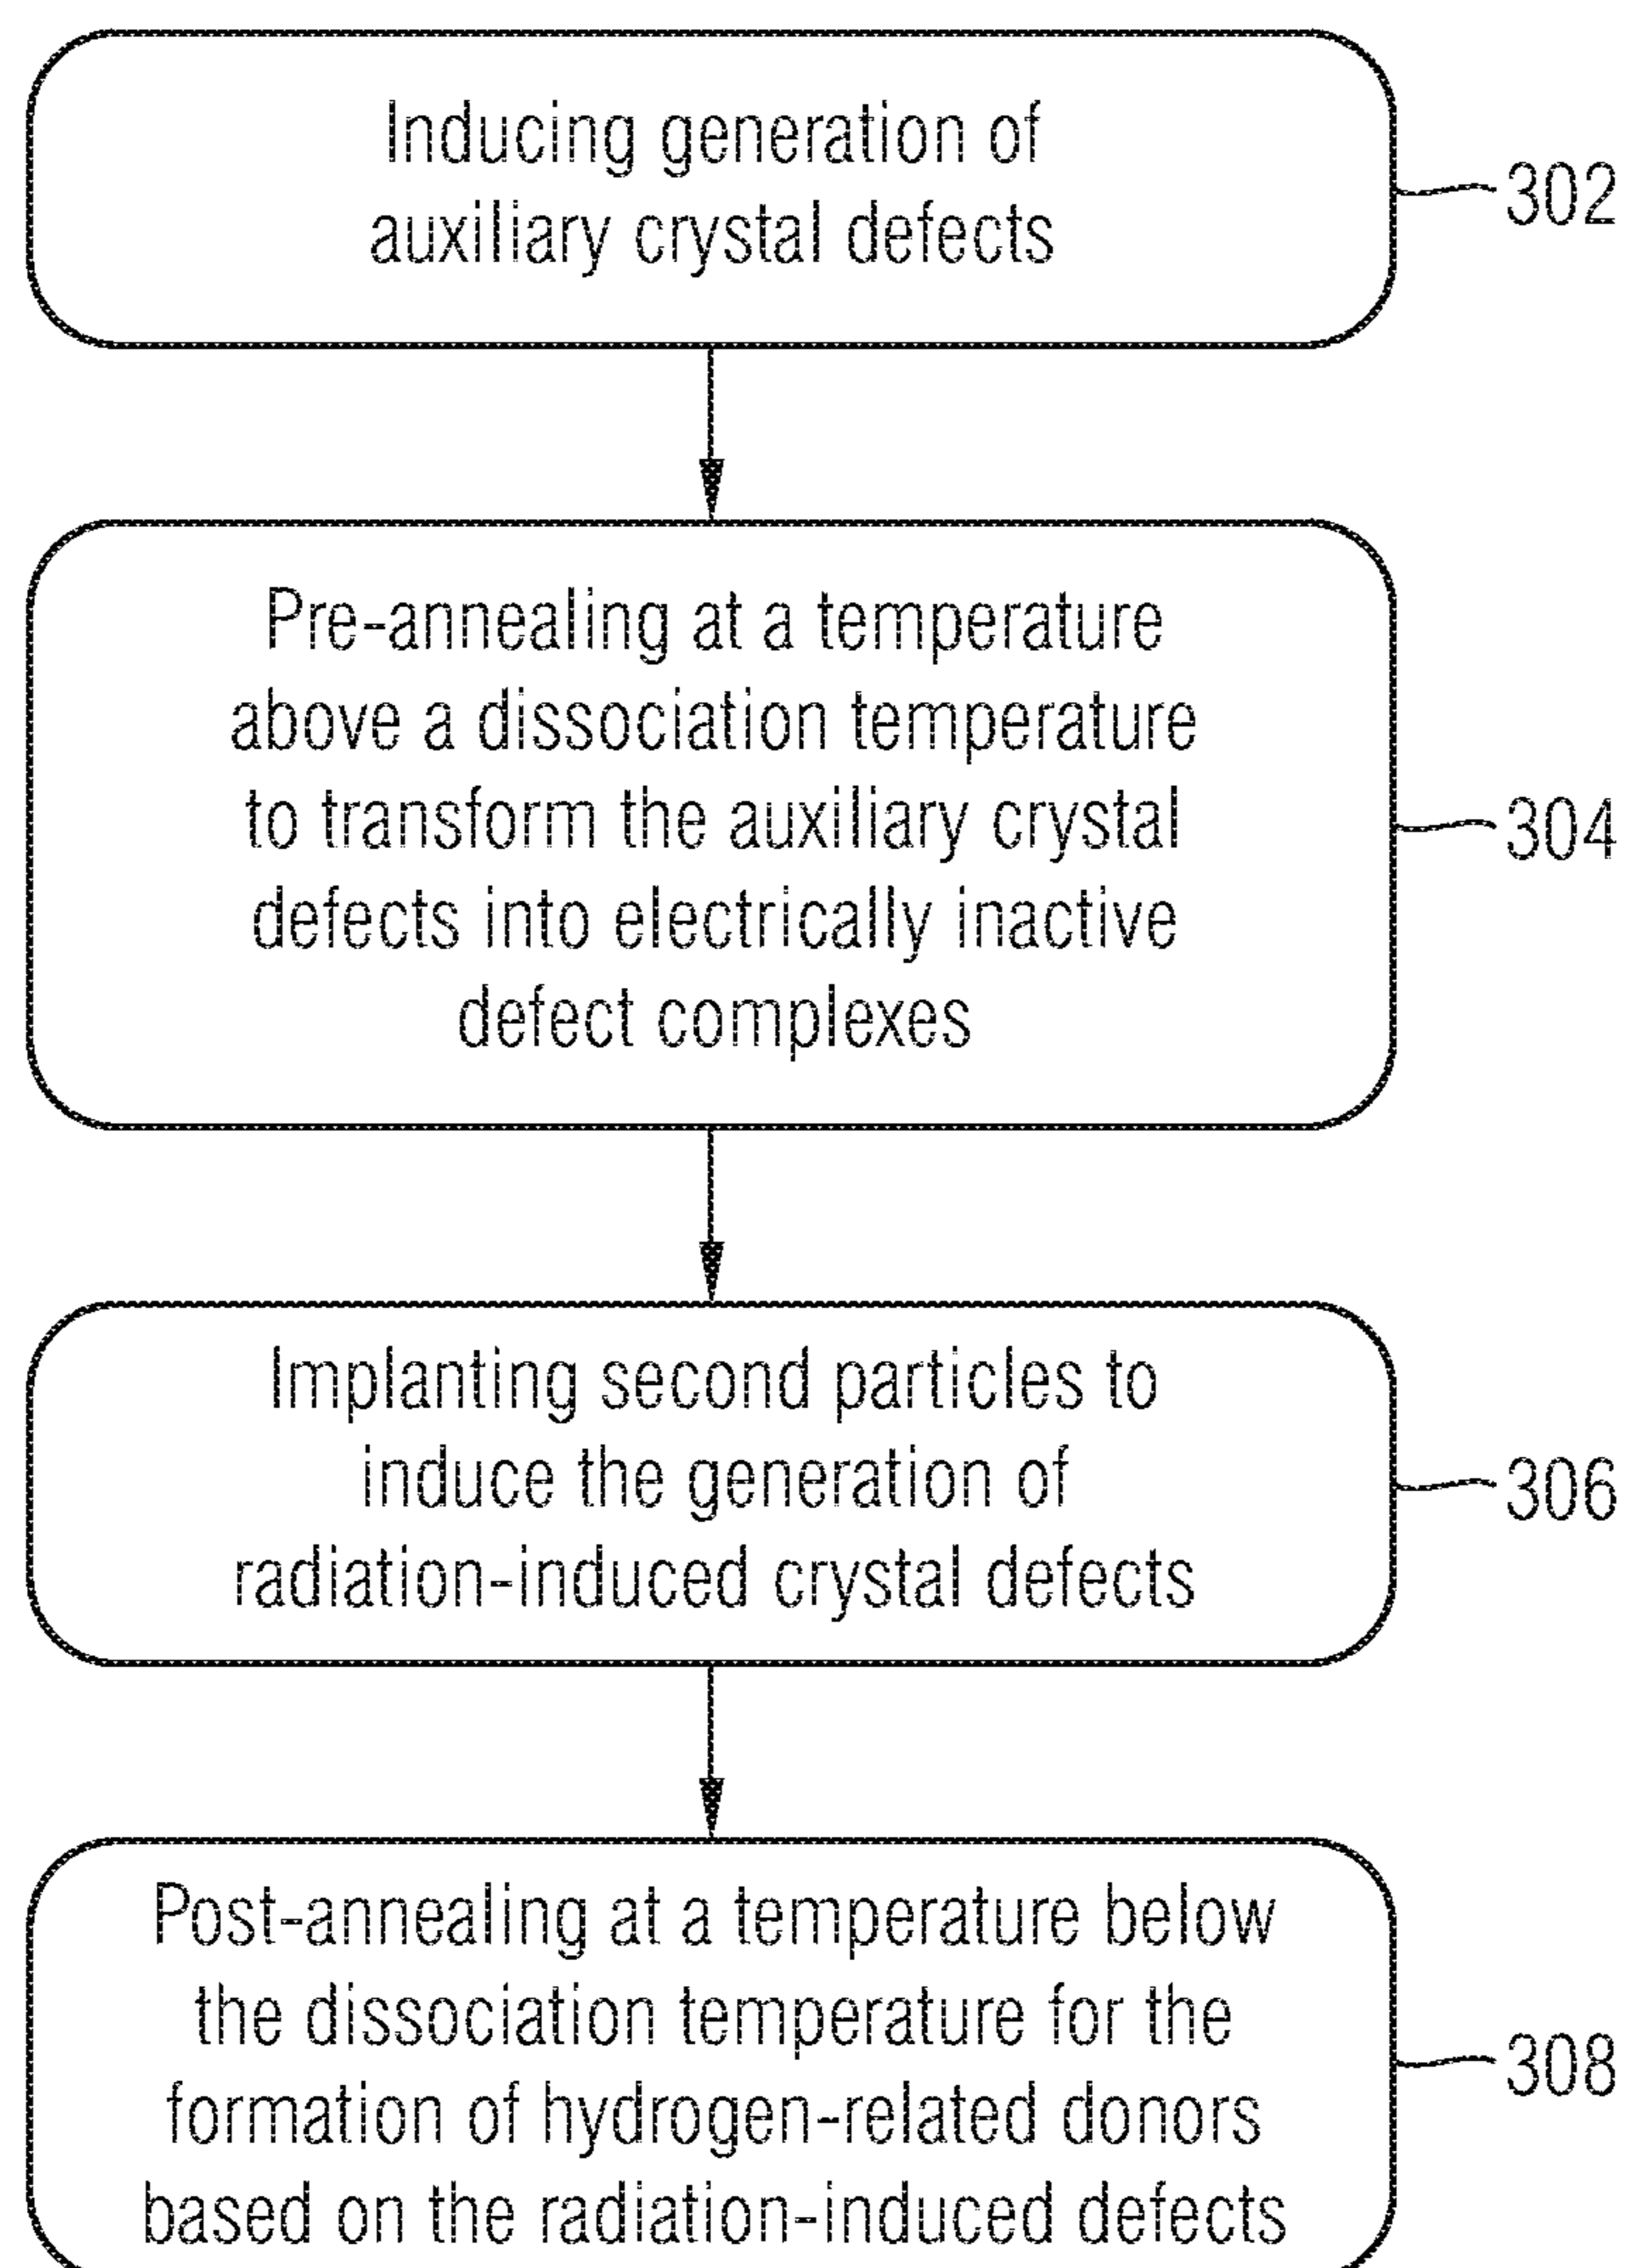 Inducing generation of
auxiliary crystal defects
302
Pre-annealing at a temperature
above a dissociation temperature
to transform the auxiliary crystal
defects into electrically inactive
defect complexes
304
Implanting second particles to
induce the generation of
radiation-induced crystal defects
306
Post-annealing at a temperature below
the dissociation temperature for the
formation of hydrogen-related donors
based on the radiation-induced defects
308